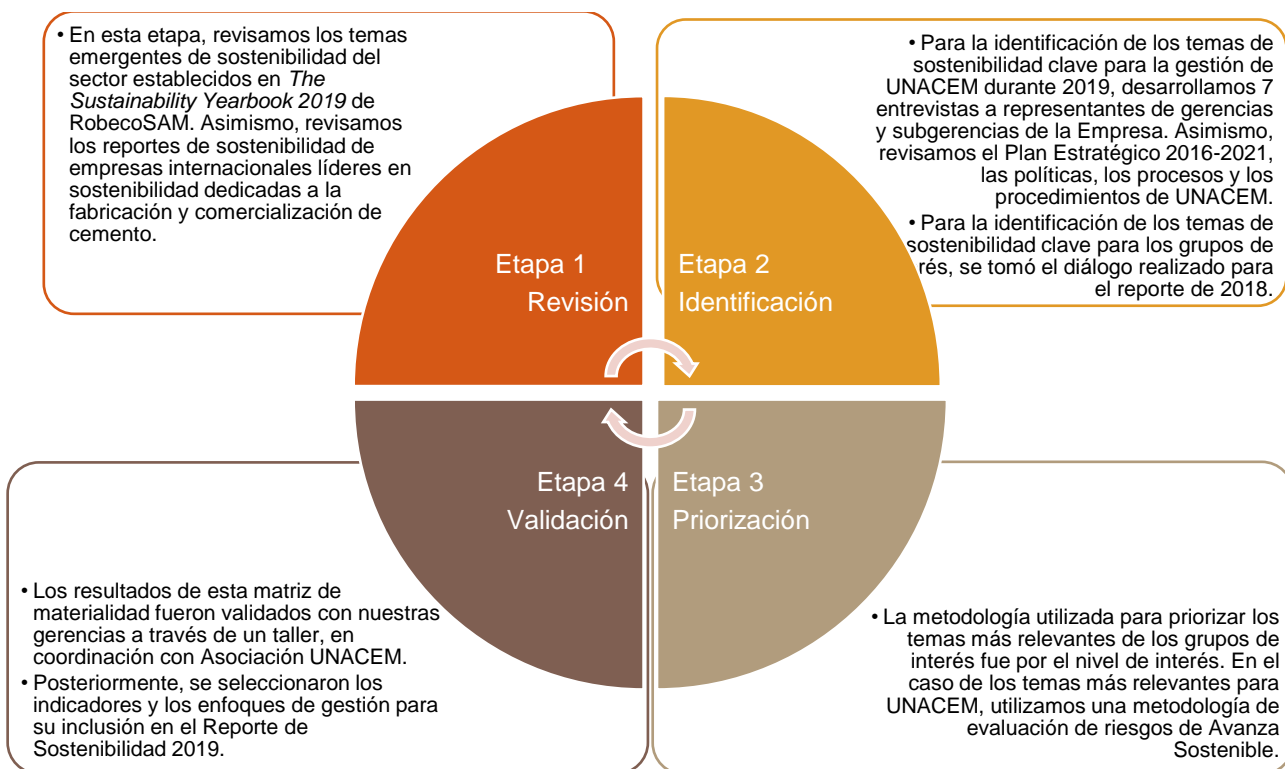 • En esta etapa, revisamos los temas
emergentes de sostenibilidad del
sector establecidos en The
Sustainability Yearbook 2019 de
RobecoSAM. Asimismo, revisamos
los reportes de sostenibilidad de
empresas internacionales líderes en
sostenibilidad dedicadas a la
fabricación y comercialización de
cemento.
• Para la identificación de los temas de
sostenibilidad clave para la gestión de
UNACEM durante 2019, desarrollamos 7
entrevistas a representantes de gerencias
y subgerencias de la Empresa. Asimismo,
revisamos el Plan Estratégico 2016-2021,
las políticas, los procesos y los
procedimientos de UNACEM.
• Para la identificación de los temas de
sostenibilidad clave para los grupos de
rés, se tomó el diálogo realizado para
el reporte de 2018.
Etapa 1
Revisión
Etapa 2
Identificación
Etapa 4
Validación
Etapa 3
Priorización
• Los resultados de esta matriz de
materialidad fueron validados con nuestras
gerencias a través de un taller, en
coordinación con Asociación UNACEM.
• Posteriormente, se seleccionaron los
indicadores y los enfoques de gestión para
su inclusión en el Reporte de
Sostenibilidad 2019.
• La metodología utilizada para priorizar los
temas más relevantes de los grupos de
interés fue por el nivel de interés. En el
caso de los temas más relevantes para
UNACEM, utilizamos una metodología de
evaluación de riesgos de Avanza
Sostenible.